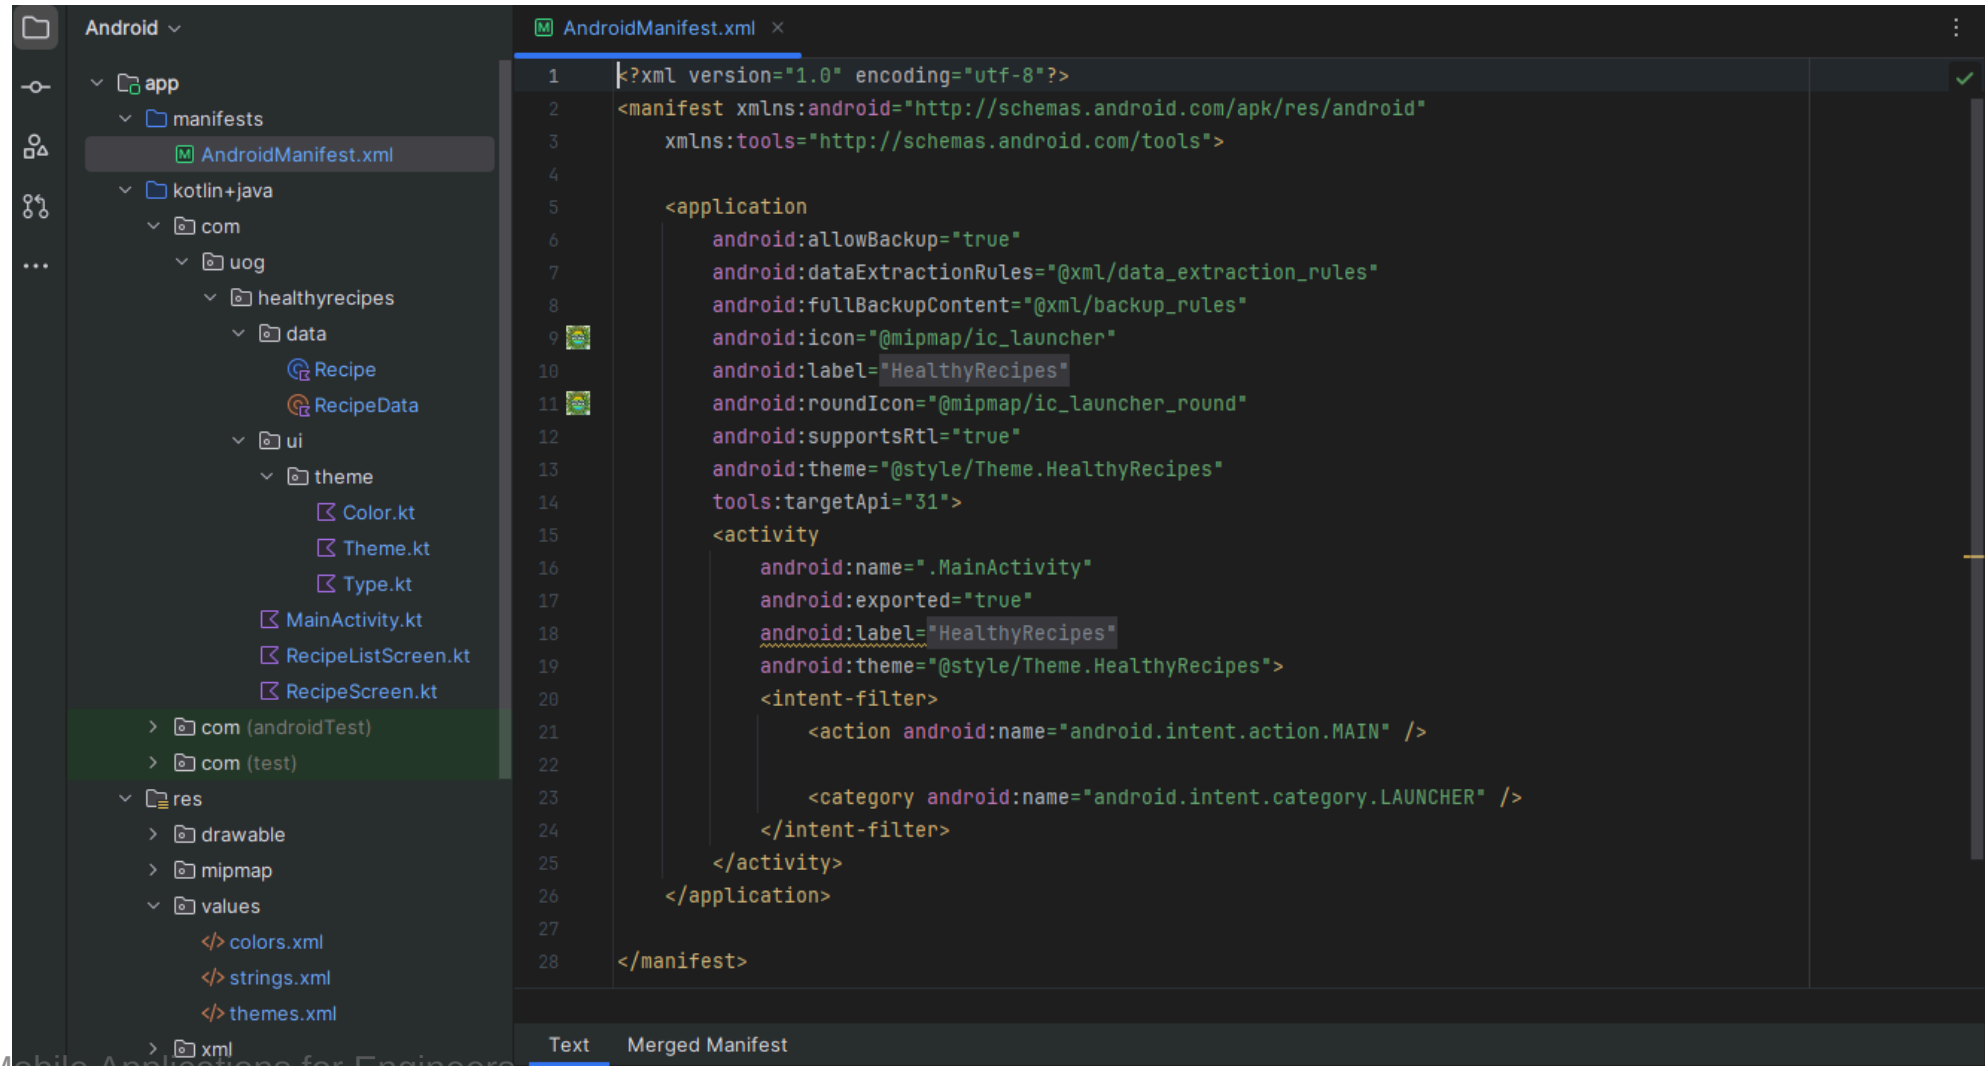 Android
app
manifests
AndroidManifest.xml
kotlin+java
com
uog
healthyrecipes
data
Recipe
RecipeData
ui
theme
Color.kt
Theme.kt
Type.kt
MainActivity.kt
RecipeListScreen.kt
RecipeScreen.kt
com (androidTest)
com (test)
res
drawable
mipmap
values
colors.xml
strings.xml
themes.xml
xml
Mobile Applications for Engineers
AndroidManifest.xml
1 <?xml version="1.0" encoding="utf-8"?>
2 <manifest xmlns:android="http://schemas.android.com/apk/res/android"
3 xmlns:tools="http://schemas.android.com/tools">
4
5 <application
6 android:allowBackup="true"
7 android:dataExtractionRules="@xml/data_extraction_rules"
8 android:fullBackupContent="@xml/backup_rules"
9 android:icon="@mipmap/ic_launcher"
10 android:label="HealthyRecipes"
11 android:roundIcon="@mipmap/ic_launcher_round"
12 android:supportsRtl="true"
13 android:theme="@style/Theme.HealthyRecipes"
14 tools:targetApi="31">
15 <activity
16 android:name=".MainActivity"
17 android:exported="true"
18 android:label="HealthyRecipes"
19 android:theme="@style/Theme.HealthyRecipes">
20 <intent-filter>
21 <action android:name="android.intent.action.MAIN" />
22
23 <category android:name="android.intent.category.LAUNCHER" />
24 </intent-filter>
25 </activity>
26 </application>
27
28 </manifest>
Text Merged Manifest